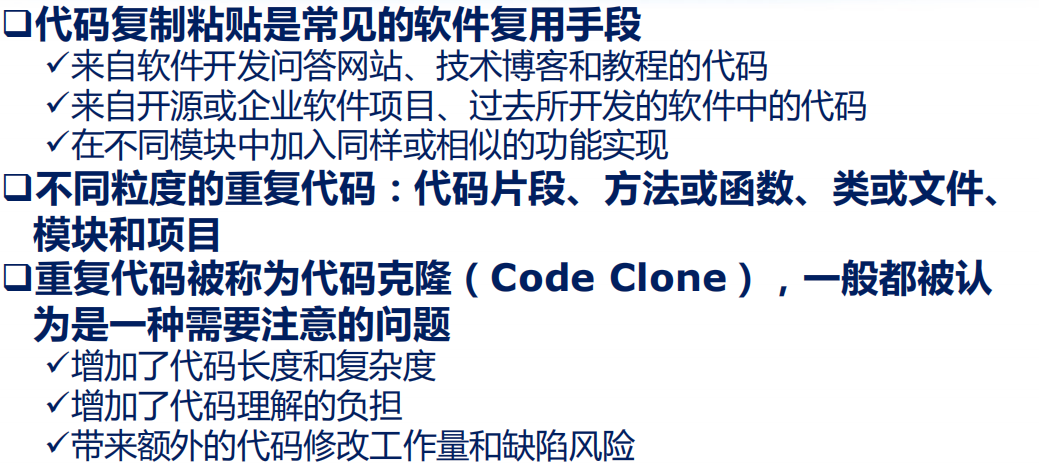 ❑代码复制粘贴是常见的软件复用手段
✓来自软件开发问答网站、技术博客和教程的代码
✓来自开源或企业软件项目、过去所开发的软件中的代码
✓在不同模块中加入同样或相似的功能实现
❑不同粒度的重复代码：代码片段、方法或函数、类或文件、
模块和项目
❑重复代码被称为代码克隆（Code Clone），一般都被认
为是一种需要注意的问题
✓增加了代码长度和复杂度
✓增加了代码理解的负担
✓带来额外的代码修改工作量和缺陷风险